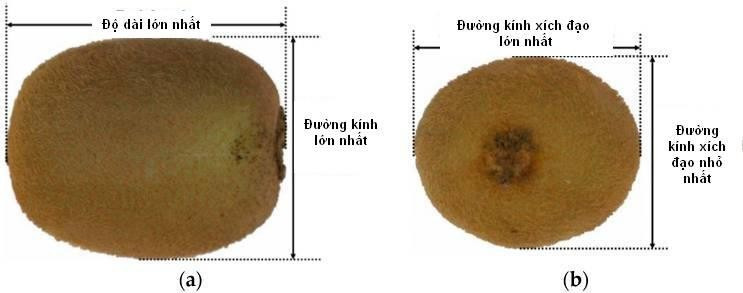 Độ dài lớn nhất
Đường kính
lớn nhất
(a)
Đường kính xích đạo
lớn nhất
Đường
kính xích
đạo nhỏ
nhất
(b)